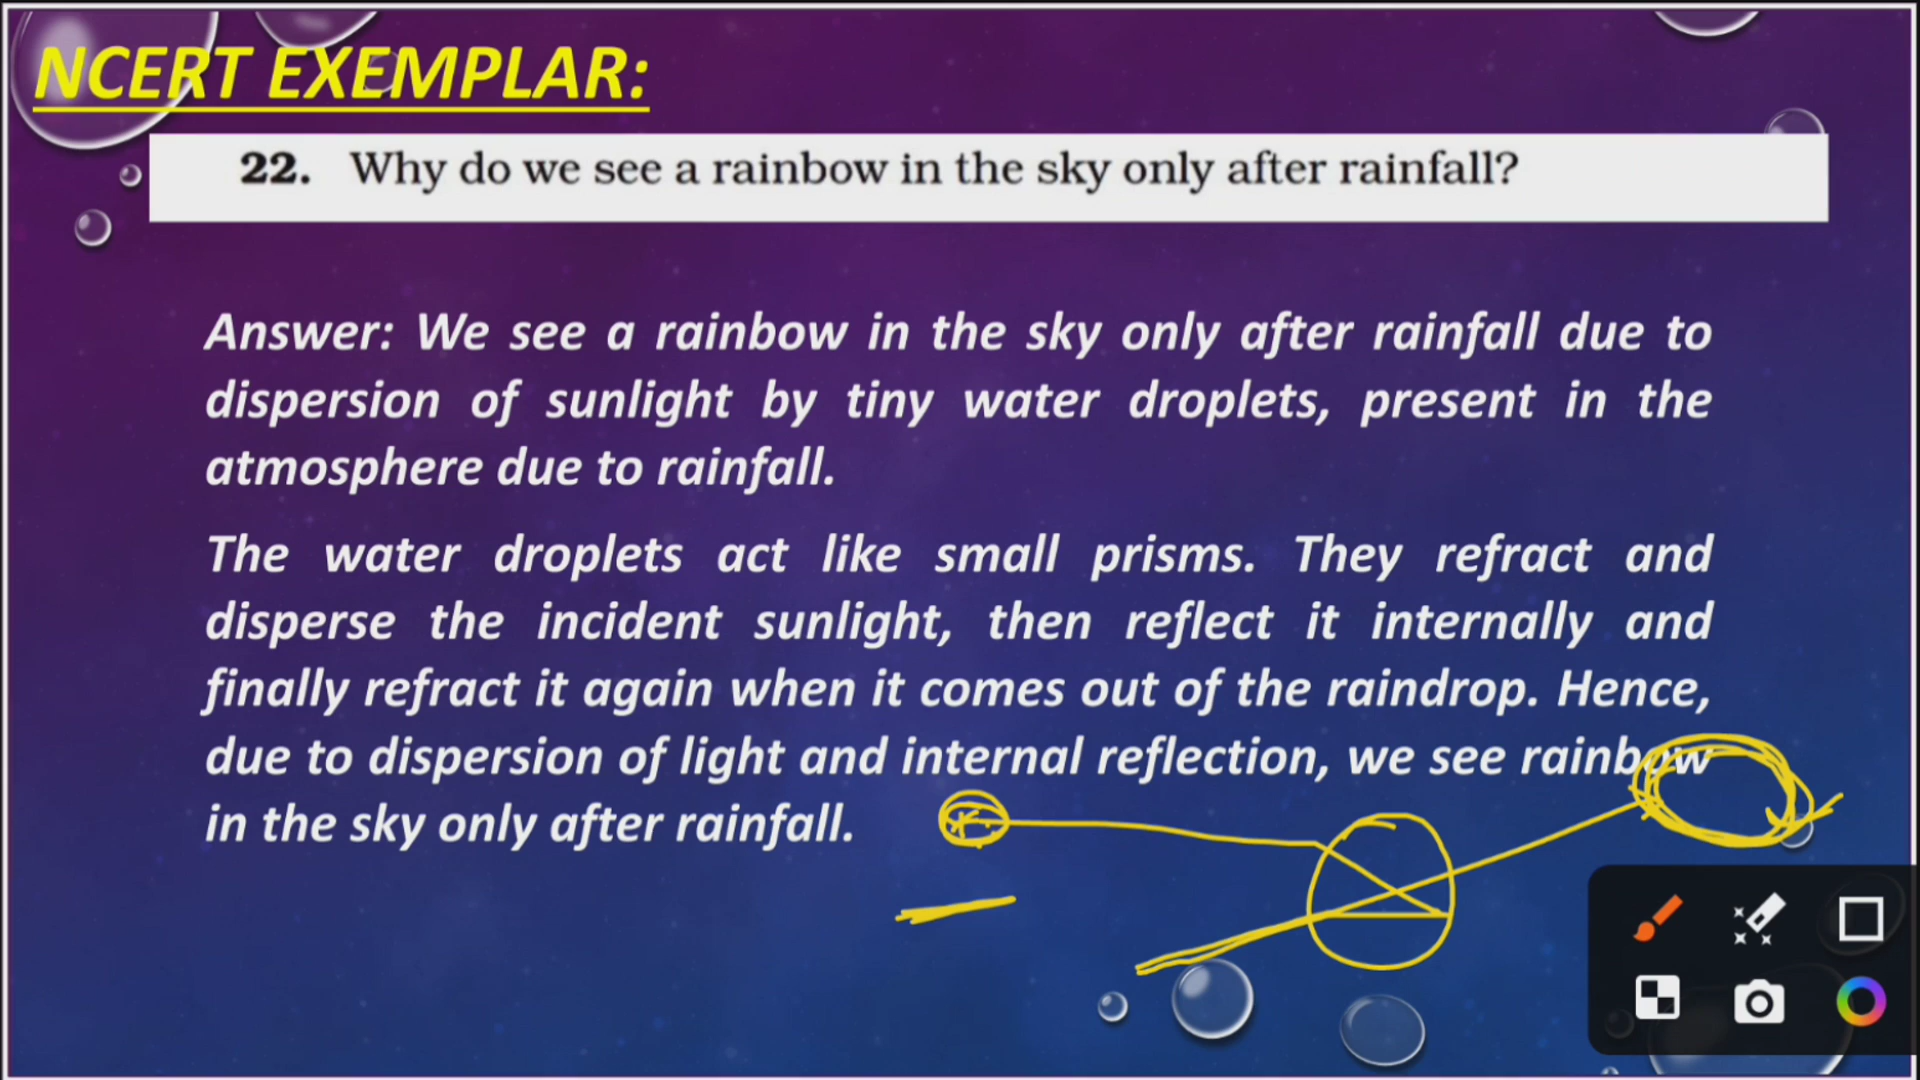 NCERT EXEMPLAR:
22. Why do we see a rainbow in the sky only after rainfall?
Answer: We see a rainbow in the sky only after rainfall due to
dispersion of sunlight by tiny water droplets, present in the
atmosphere due to rainfall.
The water droplets act like small prisms. They refract and
disperse the incident sunlight, then reflect it internally and
finally refract it again when it comes out of the raindrop. Hence,
due to dispersion of light and internal reflection, we see rainbow
in the sky only after rainfall.